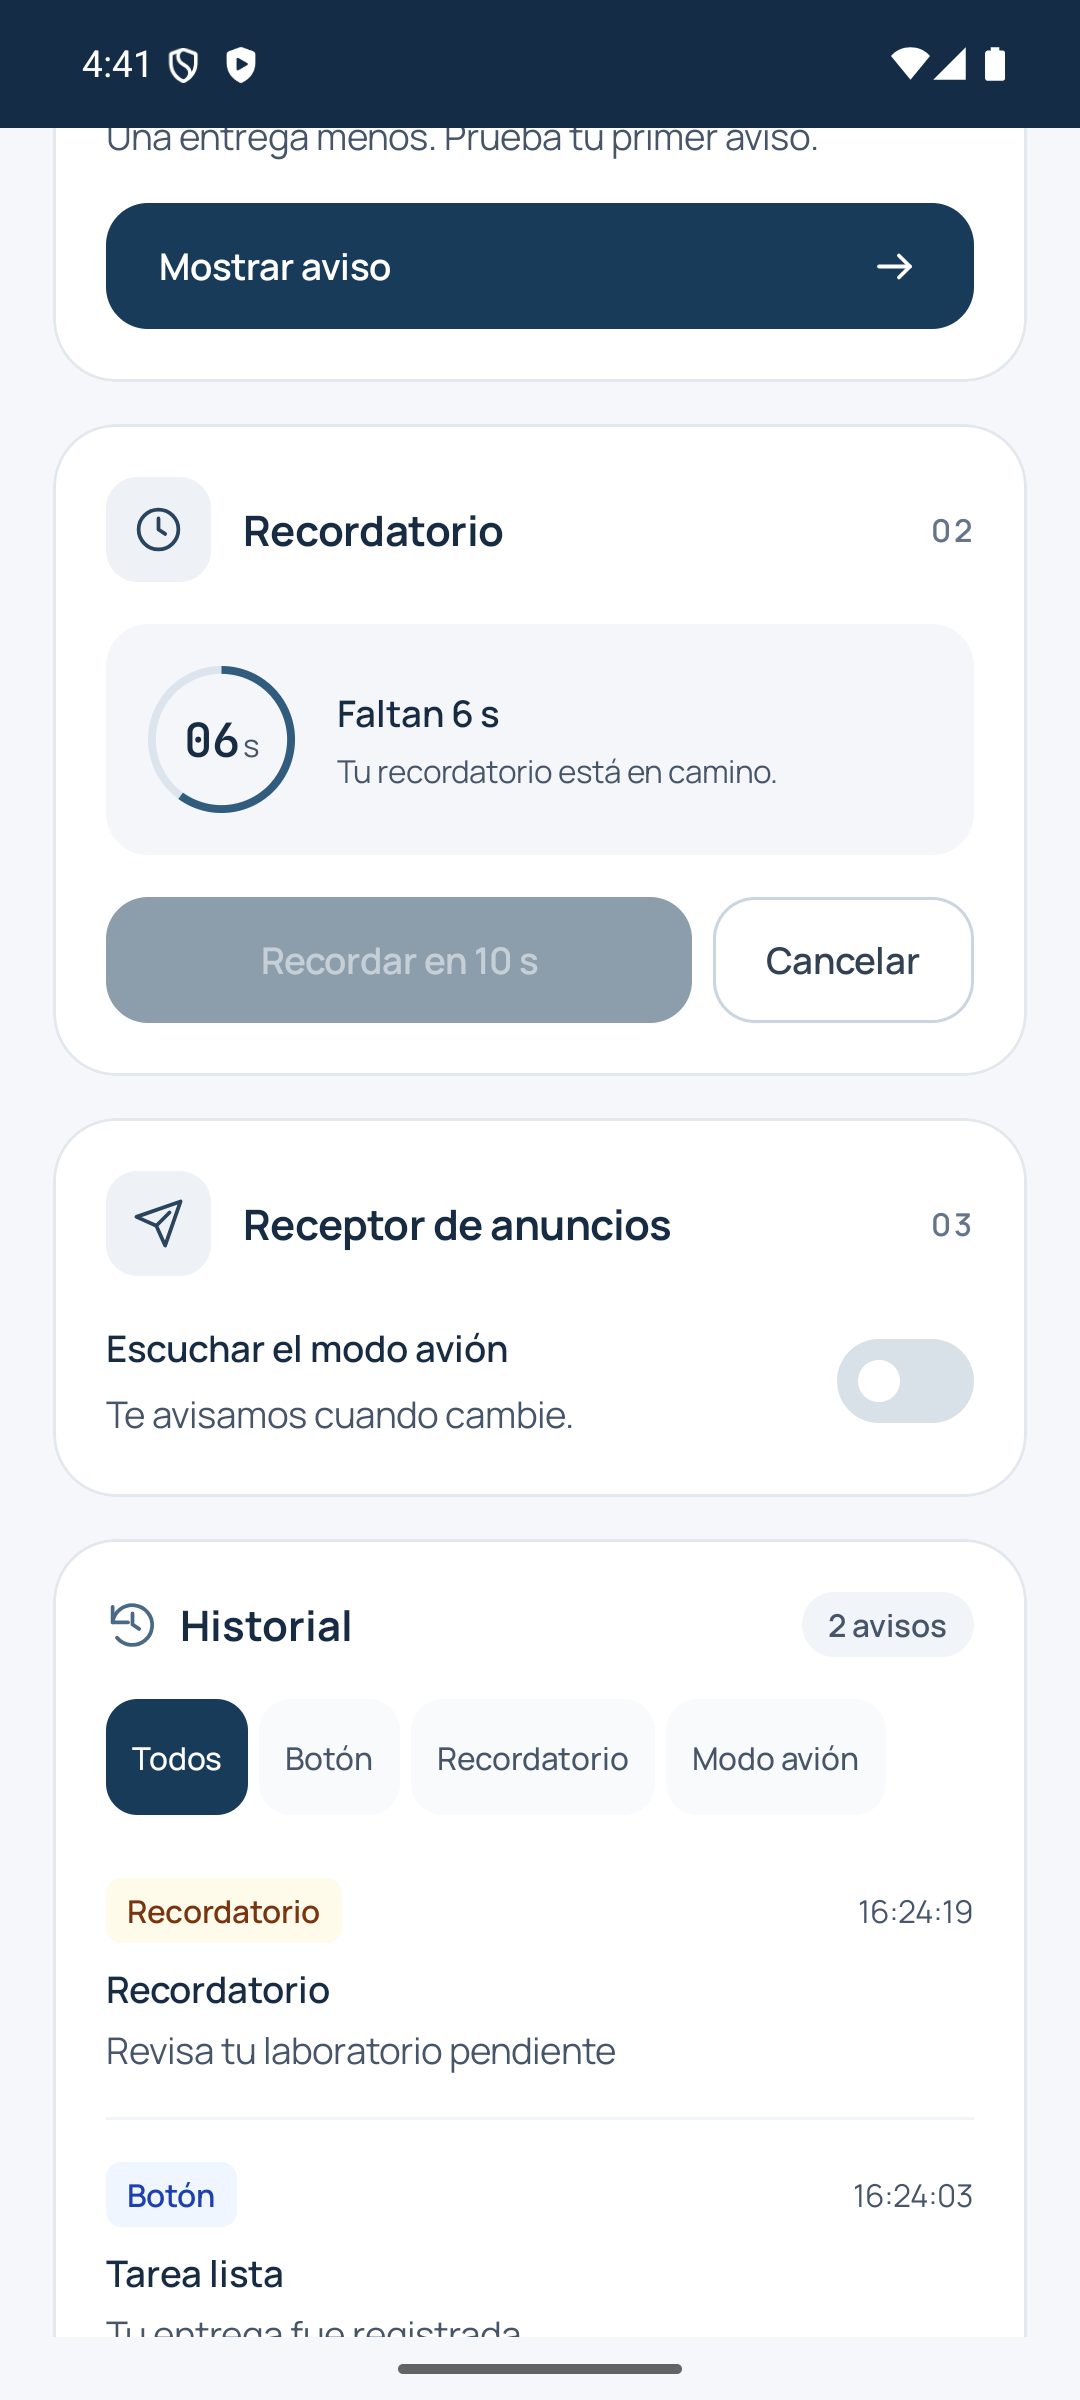 4:41
Una entrega menos. Prueba tu primer aviso.
Mostrar aviso
Recordatorio
02
06 s
Faltan 6 s
Tu recordatorio está en camino.
Recordar en 10 s
Cancelar
Receptor de anuncios
03
Escuchar el modo avión
Te avisamos cuando cambie.
Historial
2 avisos
Todos
Botón
Recordatorio
Modo avión
Recordatorio
16:24:19
Recordatorio
Revisa tu laboratorio pendiente
Botón
16:24:03
Tarea lista
Tu entrega fue registrada